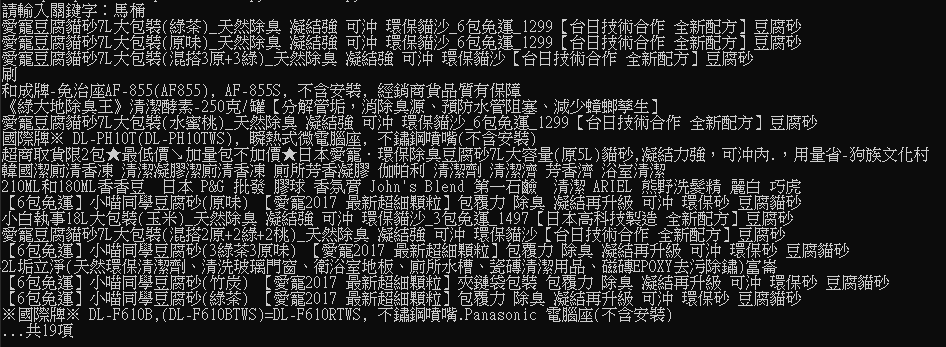 請輸入關鍵字：馬桶
愛寵豆腐貓砂7L大包裝(綠茶)_天然除臭 凝結強 可沖 環保貓沙_6包免運_1299【台日技術合作 全新配方】豆腐砂
愛寵豆腐貓砂7L大包裝(原味)_天然除臭 凝結強 可沖 環保貓沙_6包免運_1299【台日技術合作 全新配方】豆腐砂
愛寵豆腐貓砂7L大包裝(混搭3原+3綠)_天然除臭 凝結強 可沖 環保貓沙【台日技術合作 全新配方】豆腐砂
刷
和成牌-免治座AF-855(AF855), AF-855S, 不含安裝, 經銷商貨品質有保障
《綠大地除臭王》清潔酵素-250克/罐【分解管垢，消除臭源、預防水管阻塞、減少蟑螂孳生】
愛寵豆腐貓砂7L大包裝(水蜜桃)_天然除臭 凝結強 可沖 環保貓沙_6包免運_1299【台日技術合作 全新配方】豆腐砂
國際牌※ DL-PH10T(DL-PH10TWS), 瞬熱式微電腦座, 不鏽鋼噴嘴(不含安裝)
超商取貨限2包★最低價↘加量包不加價★日本愛寵.環保除臭豆腐砂7L大容量(原5L)貓砂,凝結力強，可沖內.，用量省-狗族文化村
韓國潔廁清香凍 清潔凝膠潔廁清香凍 廁所芳香凝膠 伽帕利 清潔劑 清潔濟 芳香濟 浴室清潔
210ML和180ML香香豆  日本 P&G 批發 膠球 香氛膏 John's Blend 第一石鹼  清潔 ARIEL 熊野洗髮精 麗白 巧虎
【6包免運】小喵同學豆腐砂(原味) 【愛寵2017 最新超細顆粒】包覆力 除臭 凝結再升級 可沖 環保砂 豆腐貓砂
小白執事18L大包裝(玉米)_天然除臭 凝結強 可沖 環保貓沙_3包免運_1497【日本高科技製造 全新配方】豆腐砂
愛寵豆腐貓砂7L大包裝(混搭2原+2綠+2桃)_天然除臭 凝結強 可沖 環保貓沙【台日技術合作 全新配方】豆腐砂
【6包免運】小喵同學豆腐砂(3綠茶3原味) 【愛寵2017 最新超細顆粒】包覆力 除臭 凝結再升級 可沖 環保砂 豆腐貓砂
2L垢立淨(天然環保清潔劑、清洗玻璃門窗、衛浴室地板、廁所水槽、瓷磚清潔用品、磁磚EPOXY去污除鏽)富崙
【6包免運】小喵同學豆腐砂(竹炭) 【愛寵2017 最新超細顆粒】夾鏈袋包裝 包覆力 除臭 凝結再升級 可沖 環保砂 豆腐貓砂
【6包免運】小喵同學豆腐砂(綠茶) 【愛寵2017 最新超細顆粒】包覆力 除臭 凝結再升級 可沖 環保砂 豆腐貓砂
※國際牌※ DL-F610B,(DL-F610BTWS)=DL-F610RTWS, 不鏽鋼噴嘴.Panasonic 電腦座(不含安裝)
...共19項